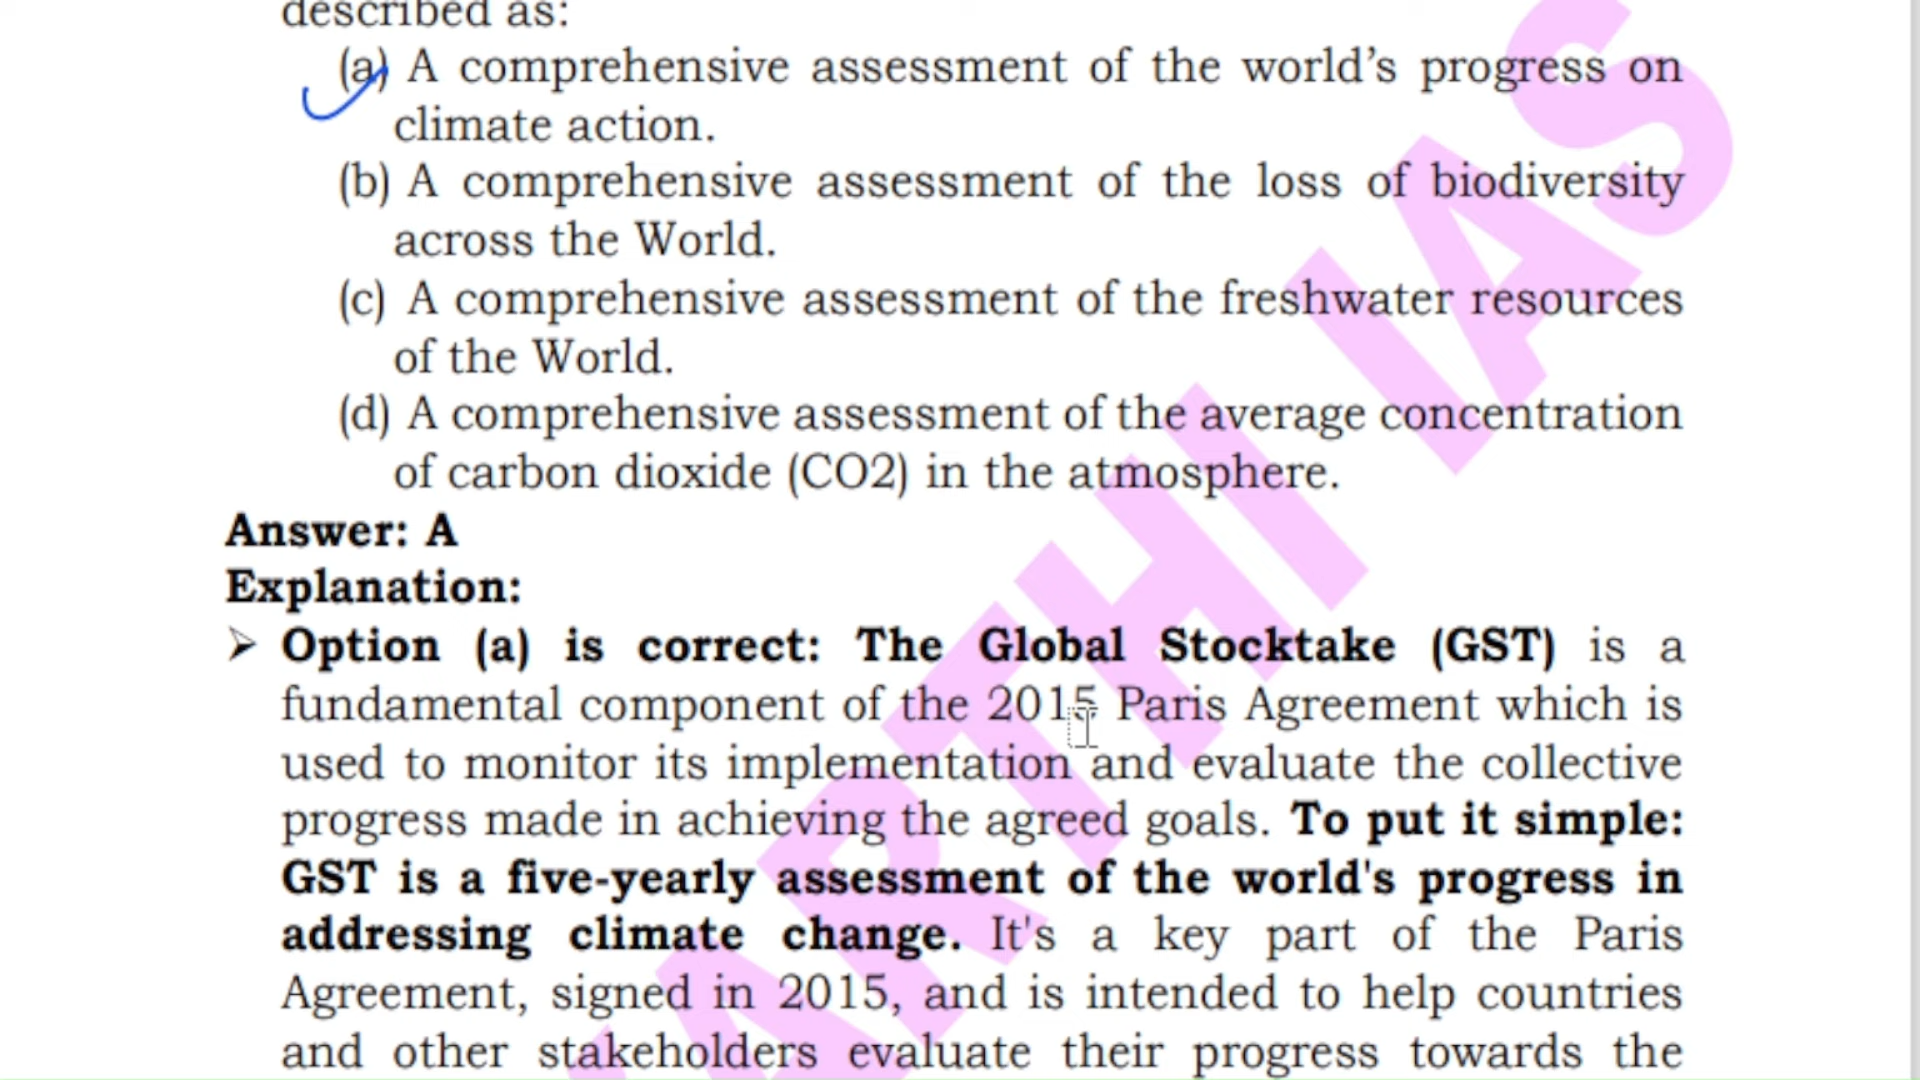 described as:
(a) A comprehensive assessment of the world’s progress on
climate action.
(b) A comprehensive assessment of the loss of biodiversity
across the World.
(c) A comprehensive assessment of the freshwater resources
of the World.
(d) A comprehensive assessment of the average concentration
of carbon dioxide (CO2) in the atmosphere.
Answer: A
Explanation:
➢ Option (a) is correct: The Global Stocktake (GST) is a
fundamental component of the 2015 Paris Agreement which is
used to monitor its implementation and evaluate the collective
progress made in achieving the agreed goals. To put it simple:
GST is a five-yearly assessment of the world's progress in
addressing climate change. It's a key part of the Paris
Agreement, signed in 2015, and is intended to help countries
and other stakeholders evaluate their progress towards the
ARTHI IAS